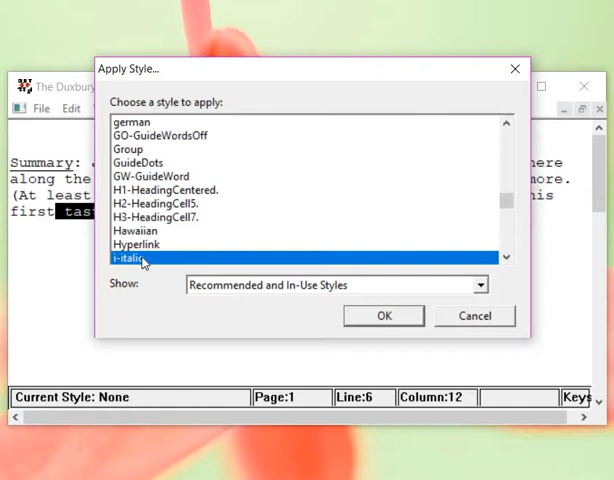 Apply Style...
The Duxbury
File Edit
Choose a style to apply:
german
GO-GuideWordsOff
Group
GuideDots
GW-GuideWord
H1-HeadingCentered.
H2-HeadingCell5.
H3-HeadingCell7.
Hawaiian
Hyperlink
i-italic
Show: Recommended and In-Use Styles
OK Cancel
Summary: here
along the more.
(At least his
first tas
Current Style: None Page:1 Line:6 Column:12 Keys